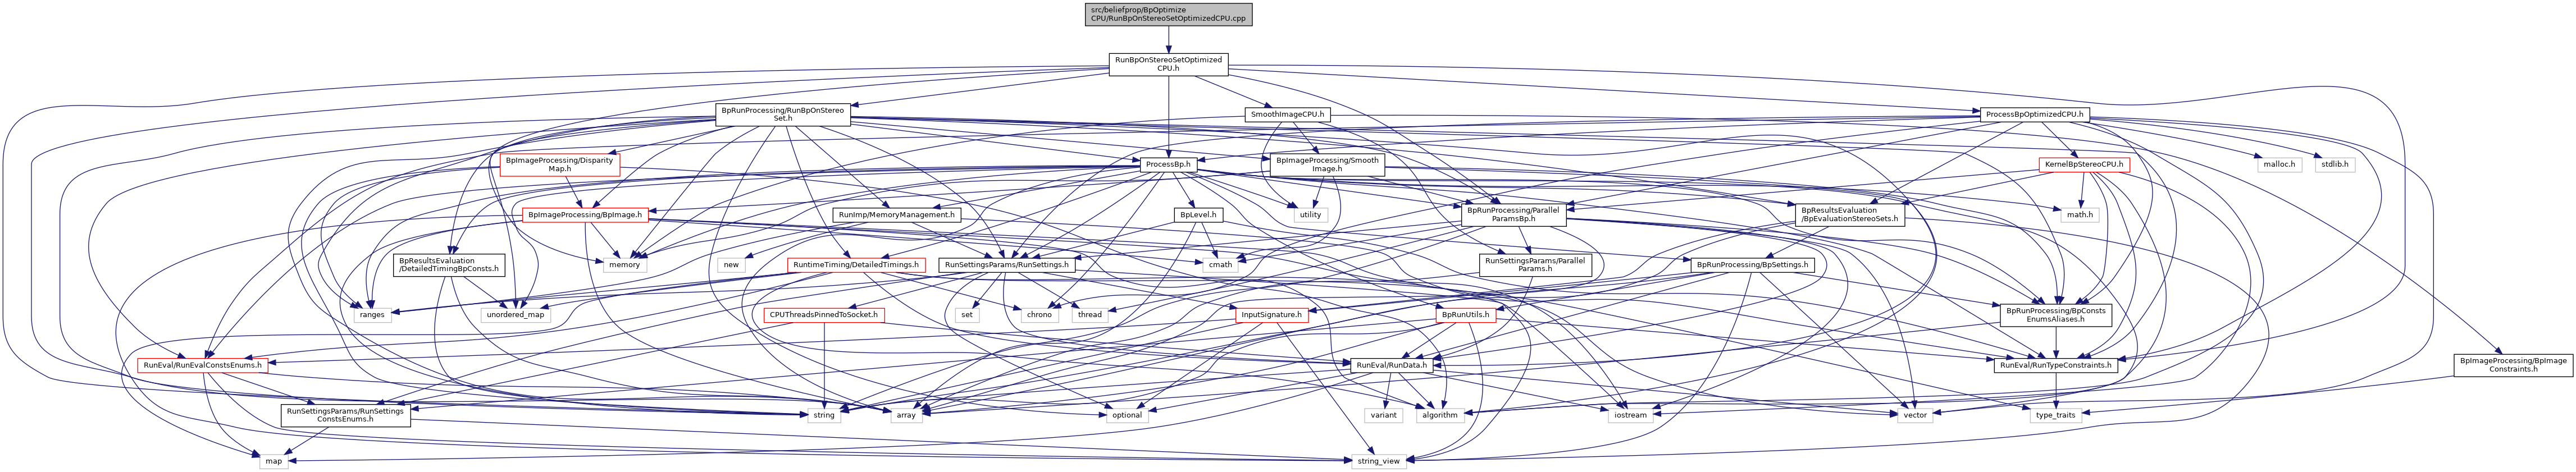 src/beliefprop/BpOptimize
CPU/RunBpOnStereoSetOptimizedCPU.cpp
RunBpOnStereoSetOptimized
CPU.h
BpRunProcessing/RunBpOnStereo
Set.h
SmoothImageCPU.h
ProcessBpOptimizedCPU.h
BpImageProcessing/Disparity
Map.h
ProcessBp.h
BpImageProcessing/Smooth
Image.h
KernelBpStereoCPU.h
malloc.h
stdlib.h
BpImageProcessing/BpImage.h
RunImp/MemoryManagement.h
BpLevel.h
utility
BpRunProcessing/Parallel
ParamsBp.h
BpResultsEvaluation
/BpEvaluationStereoSets.h
math.h
BpResultsEvaluation
/DetailedTimingBpConsts.h
memory
new
RuntimeTiming/DetailedTimings.h
RunSettingsParams/RunSettings.h
cmath
RunSettingsParams/Parallel
Params.h
BpRunProcessing/BpSettings.h
ranges
unordered_map
CPUThreadsPinnedToSocket.h
set
chrono
thread
InputSignature.h
BpRunUtils.h
BpRunProcessing/BpConsts
EnumsAliases.h
RunEval/RunEvalConstsEnums.h
RunEval/RunData.h
RunEval/RunTypeConstraints.h
BpImageProcessing/BpImage
Constraints.h
RunSettingsParams/RunSettings
ConstsEnums.h
string
array
optional
variant
algorithm
iostream
vector
type_traits
map
string_view